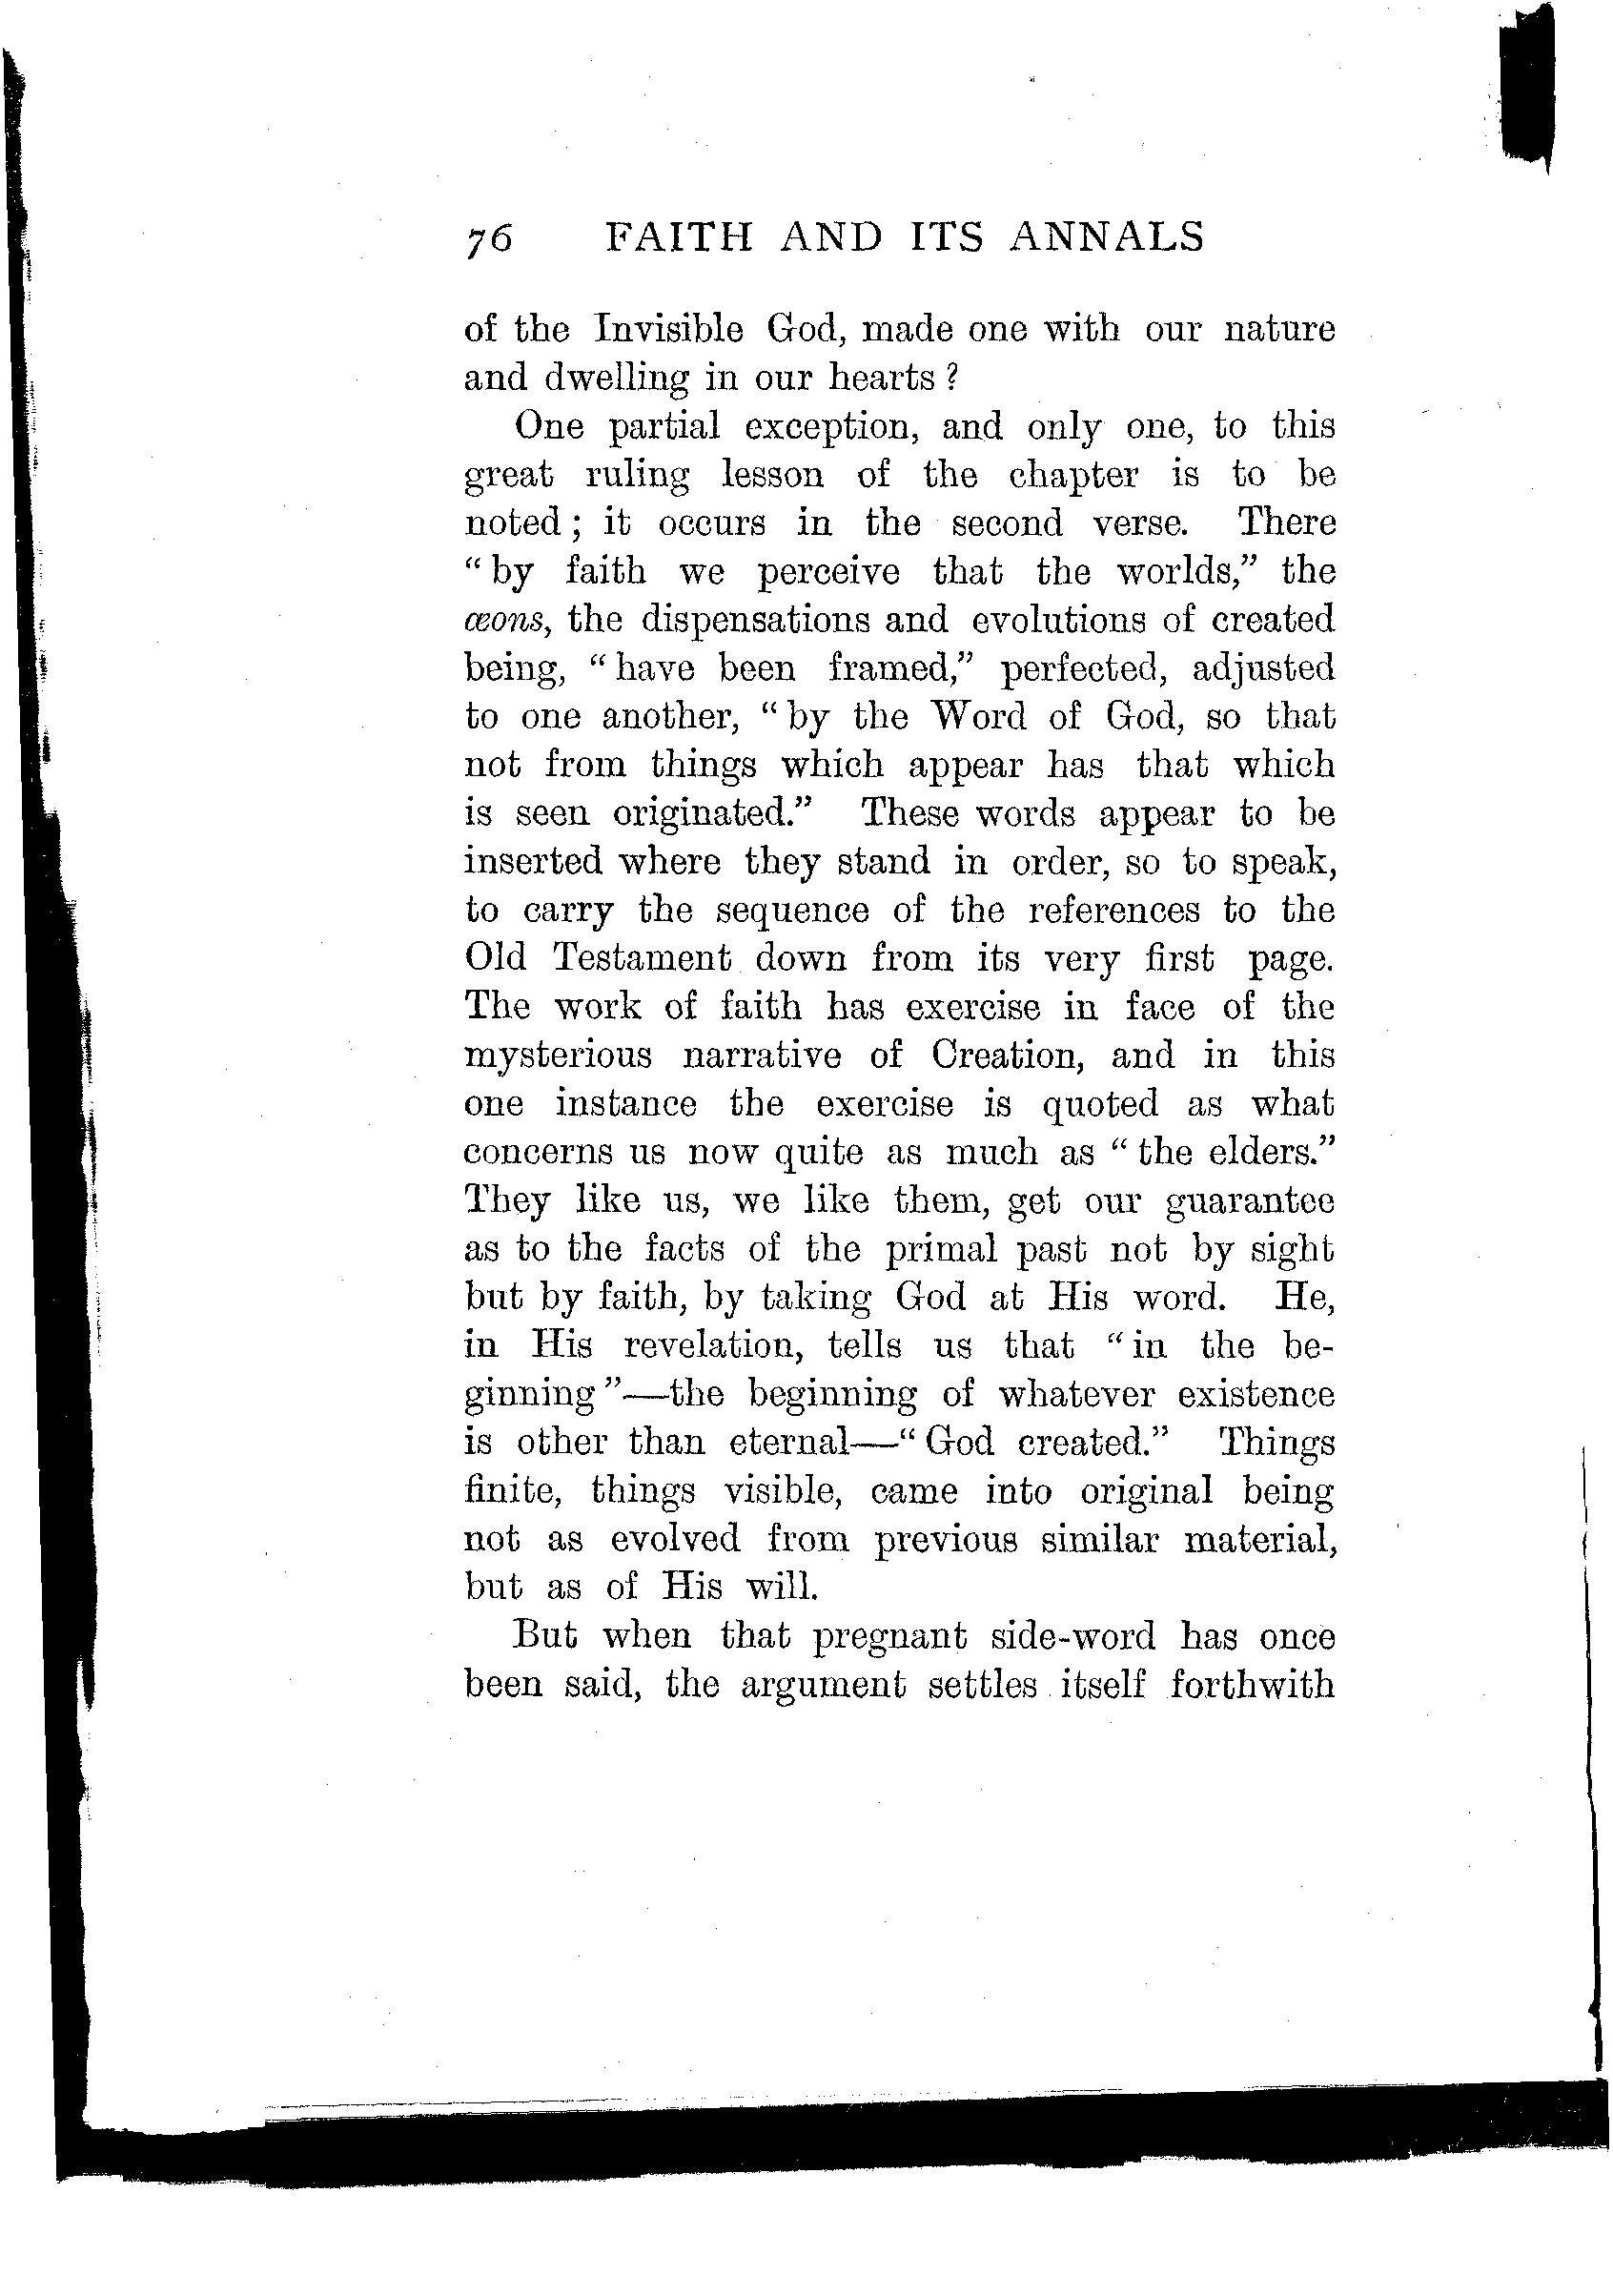 76 FAITH AND ITS ANNALS
of the Invisible God, made one with our nature
and dwelling in our hearts ?
One partial exception, and only one, to this
great ruling lesson of the chapter is to be
noted ; it occurs in the second verse. There
“ by faith we perceive that the worlds,” the
œons, the dispensations and evolutions of created
being, “ have been framed,” perfected, adjusted
to one another, “ by the Word of God, so that
not from things which appear has that which
is seen originated.” These words appear to be
inserted where they stand in order, so to speak,
to carry the sequence of the references to the
Old Testament down from its very first page.
The work of faith has exercise in face of the
mysterious narrative of Creation, and in this
one instance the exercise is quoted as what
concerns us now quite as much as “ the elders.”
They like us, we like them, get our guarantee
as to the facts of the primal past not by sight
but by faith, by taking God at His word. He,
in His revelation, tells us that “ in the be-
ginning ”—the beginning of whatever existence
is other than eternal—“ God created.” Things
finite, things visible, came into original being
not as evolved from previous similar material,
but as of His will.
But when that pregnant side-word has once
been said, the argument settles itself forthwith